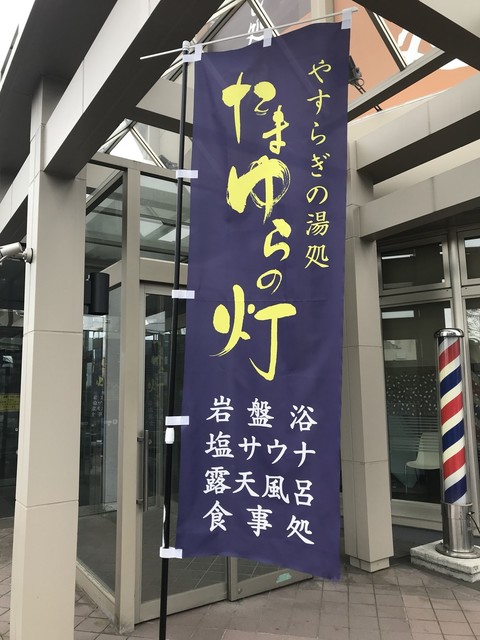 やすらぎの湯処
たまゆらの灯
岩盤浴
塩サウナ
露天風呂
食事処